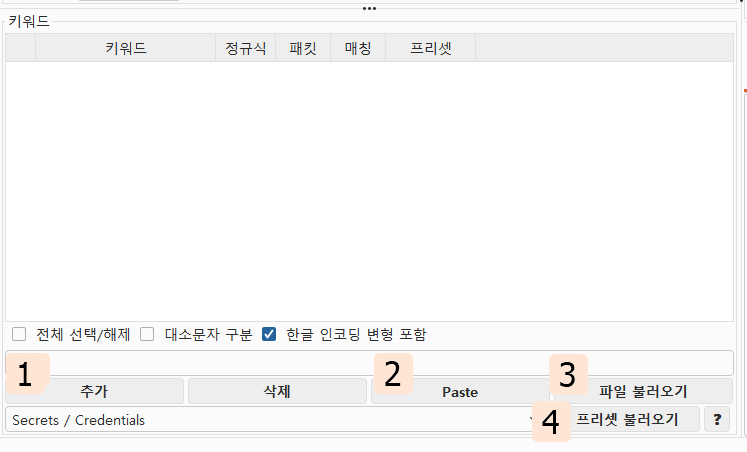 키워드
키워드 정규식 패킷 매칭 프리셋
전체 선택/해제 대소문자 구분 한글 인코딩 변형 포함
1 추가 삭제 2 Paste 3 파일 불러오기
Secrets / Credentials 4 프리셋 불러오기 ?